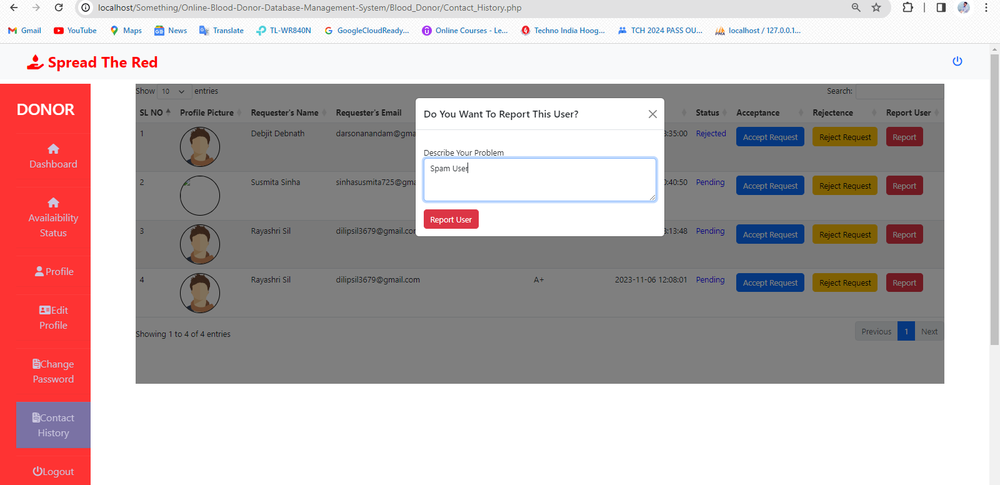 localhost/Something/Online-Blood-Donor-Database-Management-System/Blood_Donor/Contact_History.php
Gmail YouTube Maps News Translate TL-WR840N GoogleCloudReady... Online Courses - Le... Techno India Hoog... TCH 2024 PASS OU... localhost / 127.0.0.1...
Spread The Red
DONOR
Dashboard
Availaibility
Status
Profile
Edit
Profile
Change
Password
Contact
History
Logout
Show 10 entries Search:
SL NO Profile Picture Requester's Name Requester's Email Status Acceptance Rejectence Report User
1 Debjit Debnath darsonanandam@gma :35:00 Rejected Accept Request Reject Request Report
2 Susmita Sinha sinhasusmita725@gma :40:50 Pending Accept Request Reject Request Report
3 Rayashri Sil dilipsil3679@gmail.co :13:48 Pending Accept Request Reject Request Report
4 Rayashri Sil dilipsil3679@gmail.com A+ 2023-11-06 12:08:01 Pending Accept Request Reject Request Report
Showing 1 to 4 of 4 entries Previous 1 Next
Do You Want To Report This User?
Describe Your Problem
Spam User
Report User